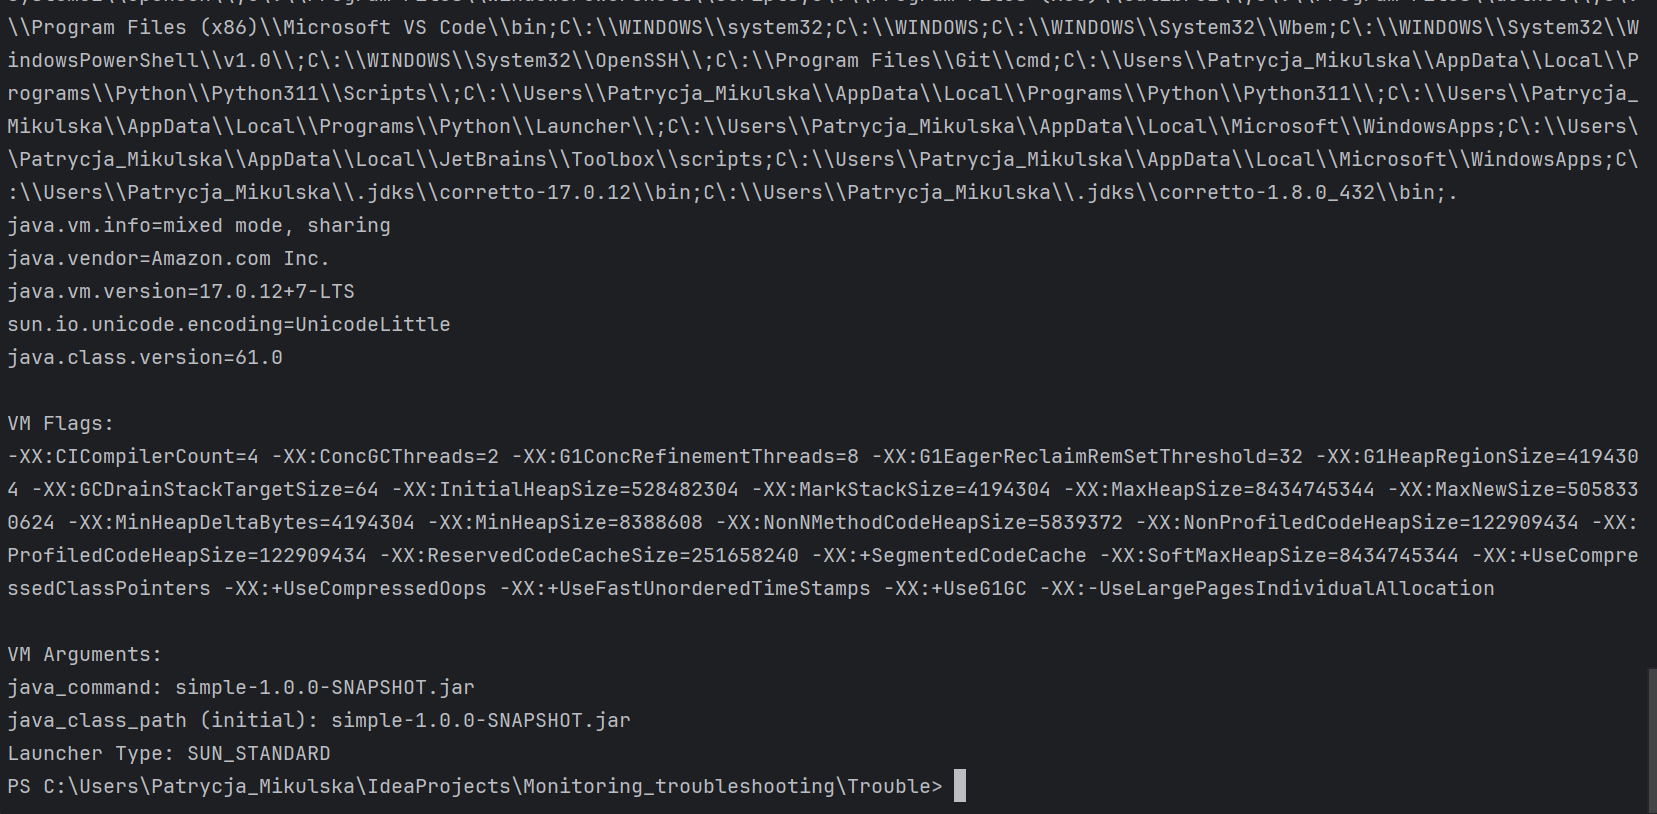 \\Program Files (x86)\\Microsoft VS Code\\bin;C\:\\WINDOWS\\system32;C\:\\WINDOWS;C\:\\WINDOWS\\System32\\Wbem;C\:\\WINDOWS\\System32\\W
indowsPowerShell\\v1.0\\;C\:\\WINDOWS\\System32\\OpenSSH\\;C\:\\Program Files\\Git\\cmd;C\:\\Users\\Patrycja_Mikulska\\AppData\\Local\\P
rograms\\Python\\Python311\\Scripts\\;C\:\\Users\\Patrycja_Mikulska\\AppData\\Local\\Programs\\Python\\Python311\\;C\:\\Users\\Patrycja_
Mikulska\\AppData\\Local\\Programs\\Python\\Launcher\\;C\:\\Users\\Patrycja_Mikulska\\AppData\\Local\\Microsoft\\WindowsApps;C\:\\Users\
\Patrycja_Mikulska\\AppData\\Local\\JetBrains\\Toolbox\\scripts;C\:\\Users\\Patrycja_Mikulska\\AppData\\Local\\Microsoft\\WindowsApps;C\
:\\Users\\Patrycja_Mikulska\\.jdks\\corretto-17.0.12\\bin;C\:\\Users\\Patrycja_Mikulska\\.jdks\\corretto-1.8.0_432\\bin;.
java.vm.info=mixed mode, sharing
java.vendor=Amazon.com Inc.
java.vm.version=17.0.12+7-LTS
sun.io.unicode.encoding=UnicodeLittle
java.class.version=61.0
VM Flags:
-XX:CICompilerCount=4 -XX:ConcGCThreads=2 -XX:G1ConcRefinementThreads=8 -XX:G1EagerReclaimRemSetThreshold=32 -XX:G1HeapRegionSize=419430
4 -XX:GCDrainStackTargetSize=64 -XX:InitialHeapSize=528482304 -XX:MarkStackSize=4194304 -XX:MaxHeapSize=8434745344 -XX:MaxNewSize=505833
0624 -XX:MinHeapDeltaBytes=4194304 -XX:MinHeapSize=8388608 -XX:NonNMethodCodeHeapSize=5839372 -XX:NonProfiledCodeHeapSize=122909434 -XX:
ProfiledCodeHeapSize=122909434 -XX:ReservedCodeCacheSize=251658240 -XX:+SegmentedCodeCache -XX:SoftMaxHeapSize=8434745344 -XX:+UseCompre
ssedClassPointers -XX:+UseCompressedOops -XX:+UseFastUnorderedTimeStamps -XX:+UseG1GC -XX:-UseLargePagesIndividualAllocation
VM Arguments:
java_command: simple-1.0.0-SNAPSHOT.jar
java_class_path (initial): simple-1.0.0-SNAPSHOT.jar
Launcher Type: SUN_STANDARD
PS C:\Users\Patrycja_Mikulska\IdeaProjects\Monitoring_troubleshooting\Trouble>